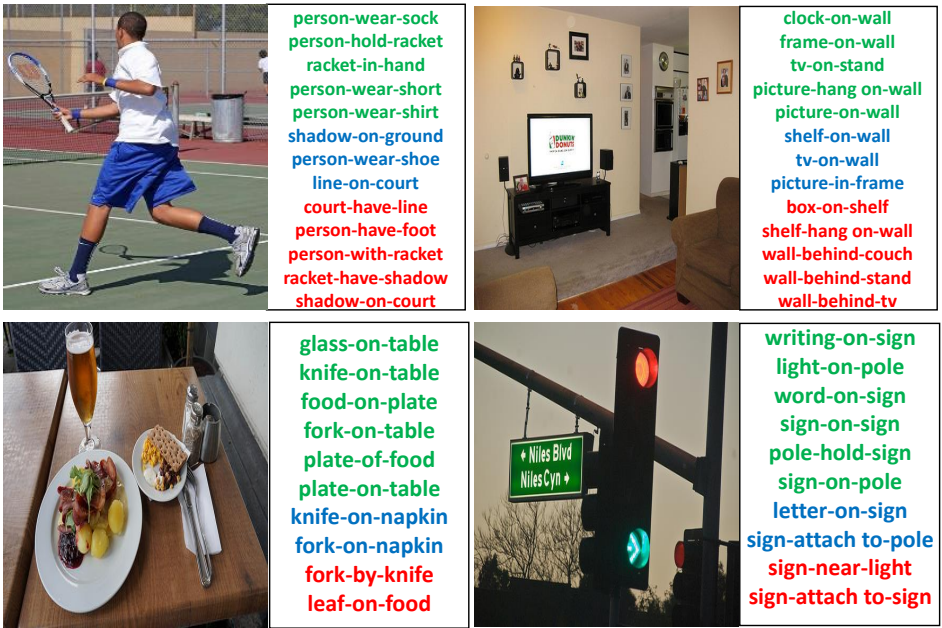 person-wear-sock
person-hold-racket
racket-in-hand
person-wear-short
person-wear-shirt
shadow-on-ground
person-wear-shoe
line-on-court
court-have-line
person-have-foot
person-with-racket
racket-have-shadow
shadow-on-court
DUNKIN'
DONUTS
clock-on-wall
frame-on-wall
tv-on-stand
picture-hang on-wall
picture-on-wall
shelf-on-wall
tv-on-wall
picture-in-frame
box-on-shelf
shelf-hang on-wall
wall-behind-couch
wall-behind-stand
wall-behind-tv
glass-on-table
knife-on-table
food-on-plate
fork-on-table
plate-of-food
plate-on-table
knife-on-napkin
fork-on-napkin
fork-by-knife
leaf-on-food
← Niles Blvd
Niles Cyn →
writing-on-sign
light-on-pole
word-on-sign
sign-on-sign
pole-hold-sign
sign-on-pole
letter-on-sign
sign-attach to-pole
sign-near-light
sign-attach to-sign